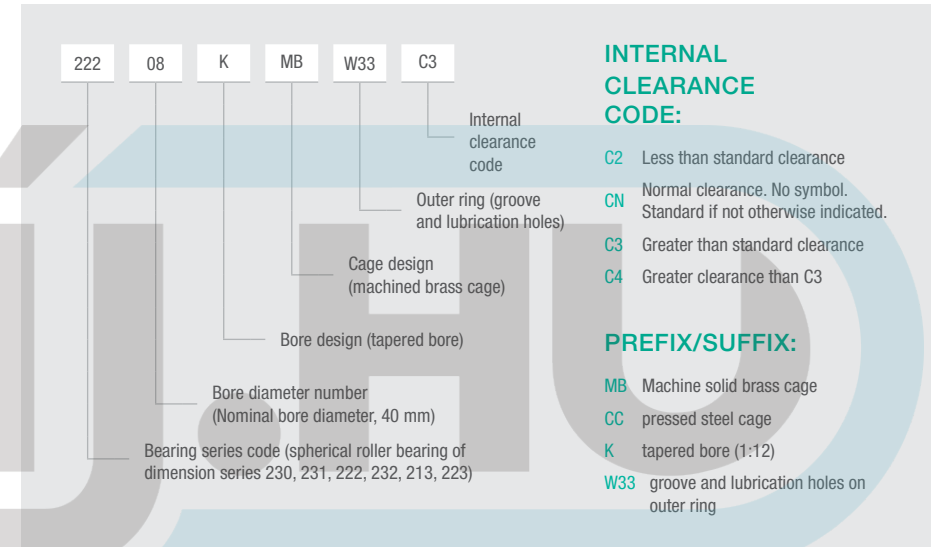 222 08 K MB W33 C3
Internal
clearance
code
Outer ring (groove
and lubrication holes)
Cage design
(machined brass cage)
Bore design (tapered bore)
Bore diameter number
(Nominal bore diameter, 40 mm)
Bearing series code (spherical roller bearing of
dimension series 230, 231, 222, 232, 213, 223)
INTERNAL
CLEARANCE
CODE:
C2 Less than standard clearance
CN Normal clearance. No symbol.
Standard if not otherwise indicated.
C3 Greater than standard clearance
C4 Greater clearance than C3
PREFIX/SUFFIX:
MB Machine solid brass cage
CC pressed steel cage
K tapered bore (1:12)
W33 groove and lubrication holes on
outer ring
J.HU